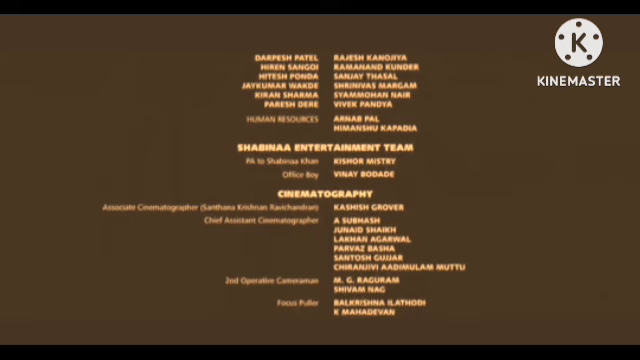 DARPESH PATEL RAJESH KANOJIYA
HIREN SANGOI RAMANAND KUNDER
HITESH PONDA SANJAY THASAL
JAYKUMAR WAKDE SHRINIVAS MARGAM
KIRAN SHARMA SYAMMOHAN NAIR
PARESH DERE VIVEK PANDYA
HUMAN RESOURCES ARNAB PAL
HIMANSHU KAPADIA
SHABINAA ENTERTAINMENT TEAM
PA to Shabinaa Khan KISHOR MISTRY
Office Boy VINAY BODADE
CINEMATOGRAPHY
Associate Cinematographer (Santhana Krishnan Ravichandran) KASHISH GROVER
Chief Assistant Cinematographer A SUBHASH
JUNAID SHAIKH
LAKHAN AGARWAL
PARVAZ BASHA
SANTOSH GUJJAR
CHIRANJIVI AADIMULAM MUTTU
2nd Operative Cameraman M. G. RAGURAM
SHIVAM NAG
Focus Puller BALKRISHNA ILATHODI
K MAHADEVAN
K
KINEMASTER